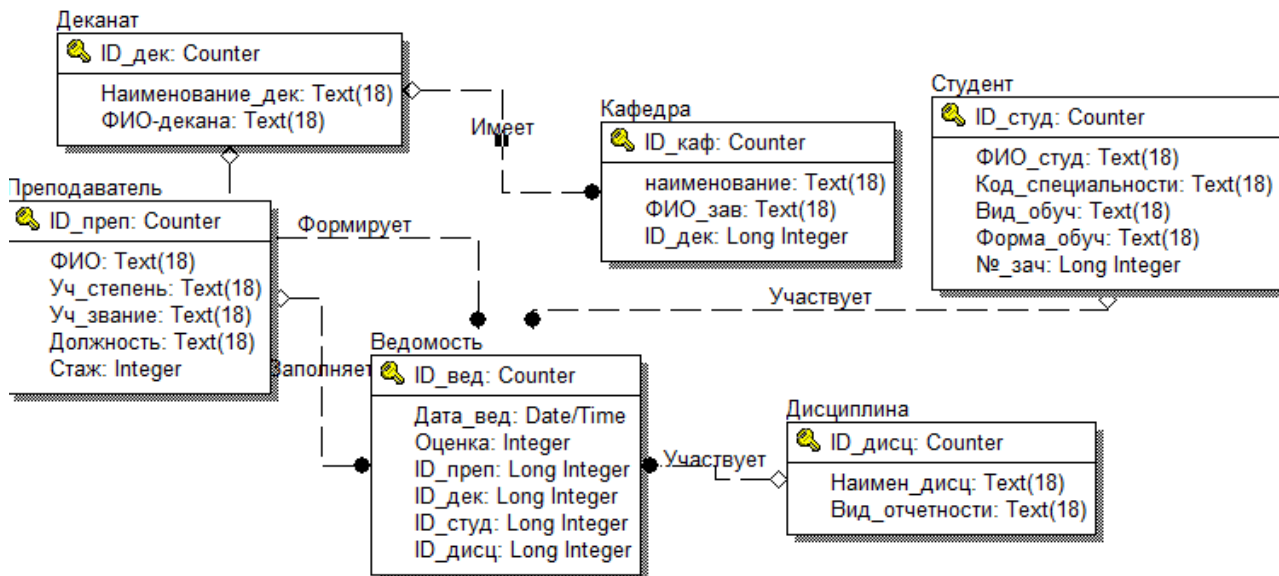 Деканат
ID_дек: Counter
Наименование_дек: Text(18)
ФИО-декана: Text(18)
Имеет
Кафедра
ID_каф: Counter
наименование: Text(18)
ФИО_зав: Text(18)
ID_дек: Long Integer
Студент
ID_студ: Counter
ФИО_студ: Text(18)
Код_специальности: Text(18)
Вид_обуч: Text(18)
Форма_обуч: Text(18)
№_зач: Long Integer
Преподаватель
ID_преп: Counter
ФИО: Text(18)
Уч_степень: Text(18)
Уч_звание: Text(18)
Должность: Text(18)
Стаж: Integer
Формирует
Участвует
Заполняет
Ведомость
ID_вед: Counter
Дата_вед: Date/Time
Оценка: Integer
ID_преп: Long Integer
ID_дек: Long Integer
ID_студ: Long Integer
ID_дисц: Long Integer
Участвует
Дисциплина
ID_дисц: Counter
Наимен_дисц: Text(18)
Вид_отчетности: Text(18)